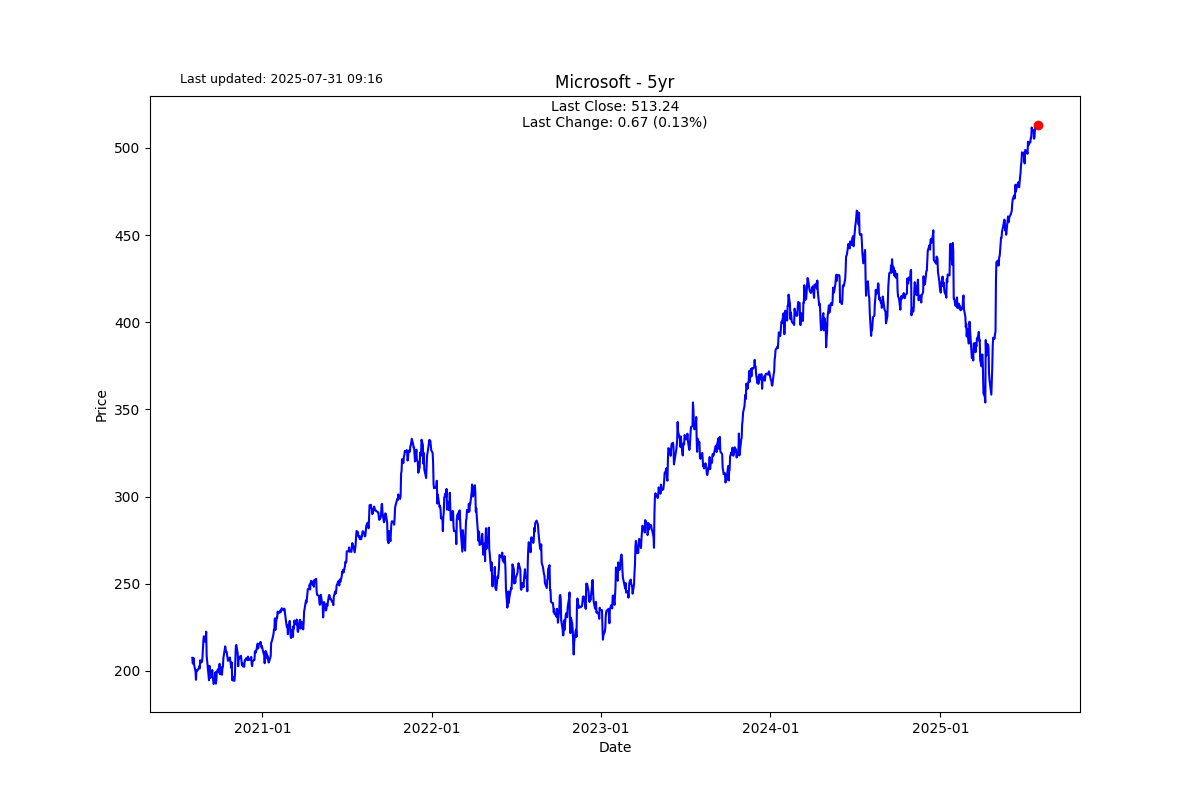 Last updated: 2025-07-31 09:16
Microsoft - 5yr
Last Close: 513.24
Last Change: 0.67 (0.13%)
500
450
400
350
300
250
200
Price
2021-01
2022-01
2023-01
2024-01
2025-01
Date